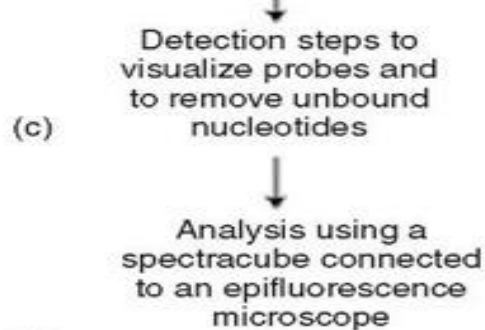 Detection steps to
visualize probes and
to remove unbound
(c) nucleotides
Analysis using a
spectracube connected
to an epifluorescence
microscope